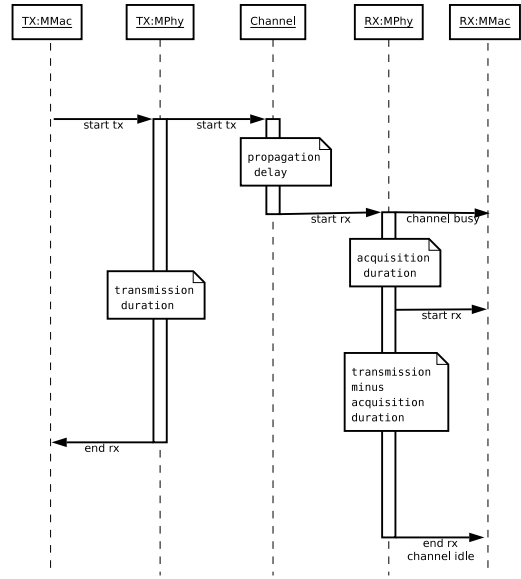 TX:MMac
TX:MPhy
Channel
RX:MPhy
RX:MMac
start tx
start tx
propagation
delay
start rx
channel busy
acquisition
duration
transmission
duration
start rx
transmission
minus
acquisition
duration
end rx
end rx
channel idle